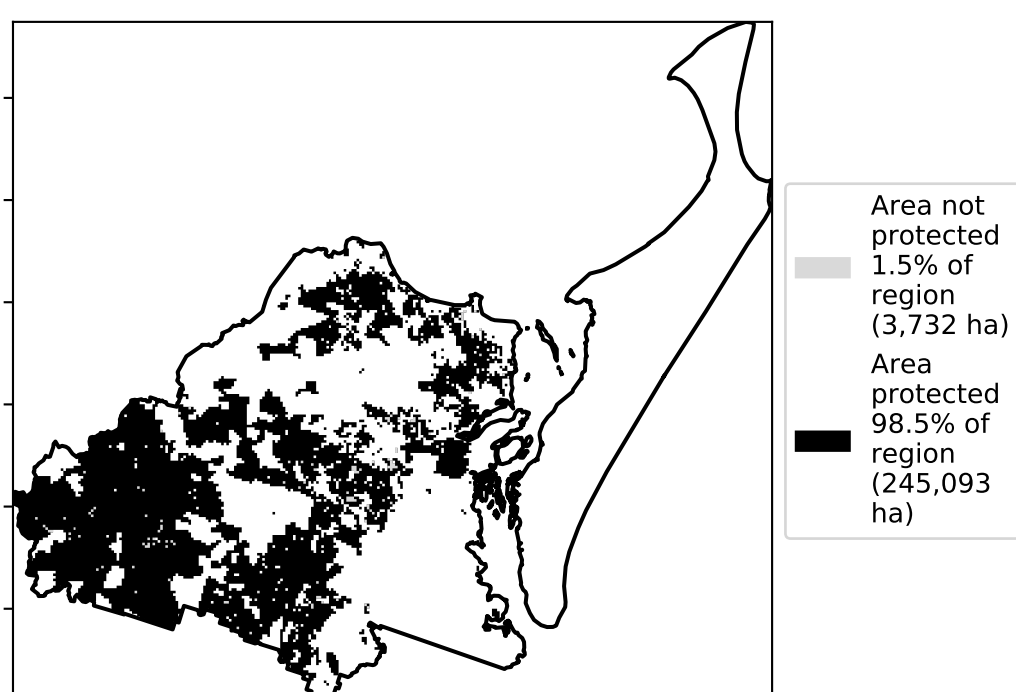 Area not
protected
1.5% of
region
(3,732 ha)
Area
protected
98.5% of
region
(245,093
ha)